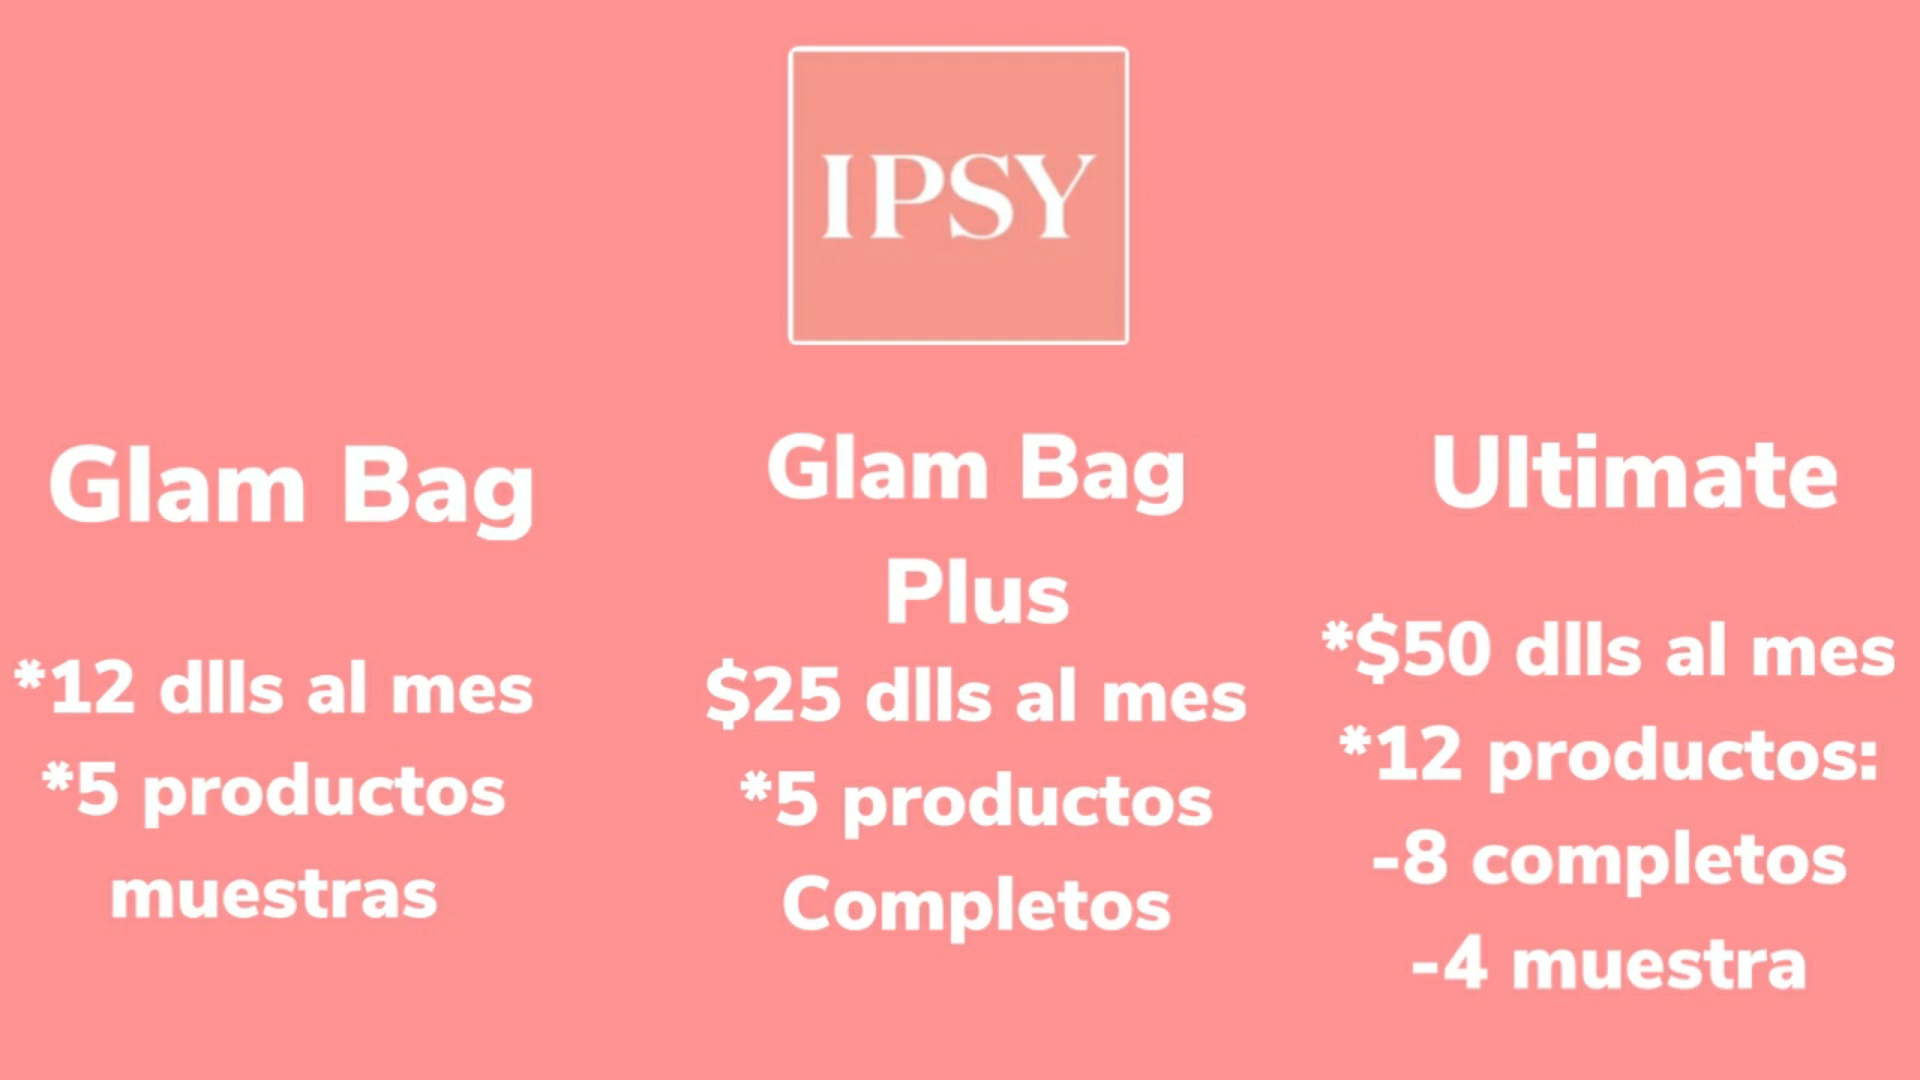 IPSY
Glam Bag
*12 dlls al mes
*5 productos
muestras
Glam Bag
Plus
$25 dlls al mes
*5 productos
Completos
Ultimate
*$50 dlls al mes
*12 productos:
-8 completos
-4 muestra